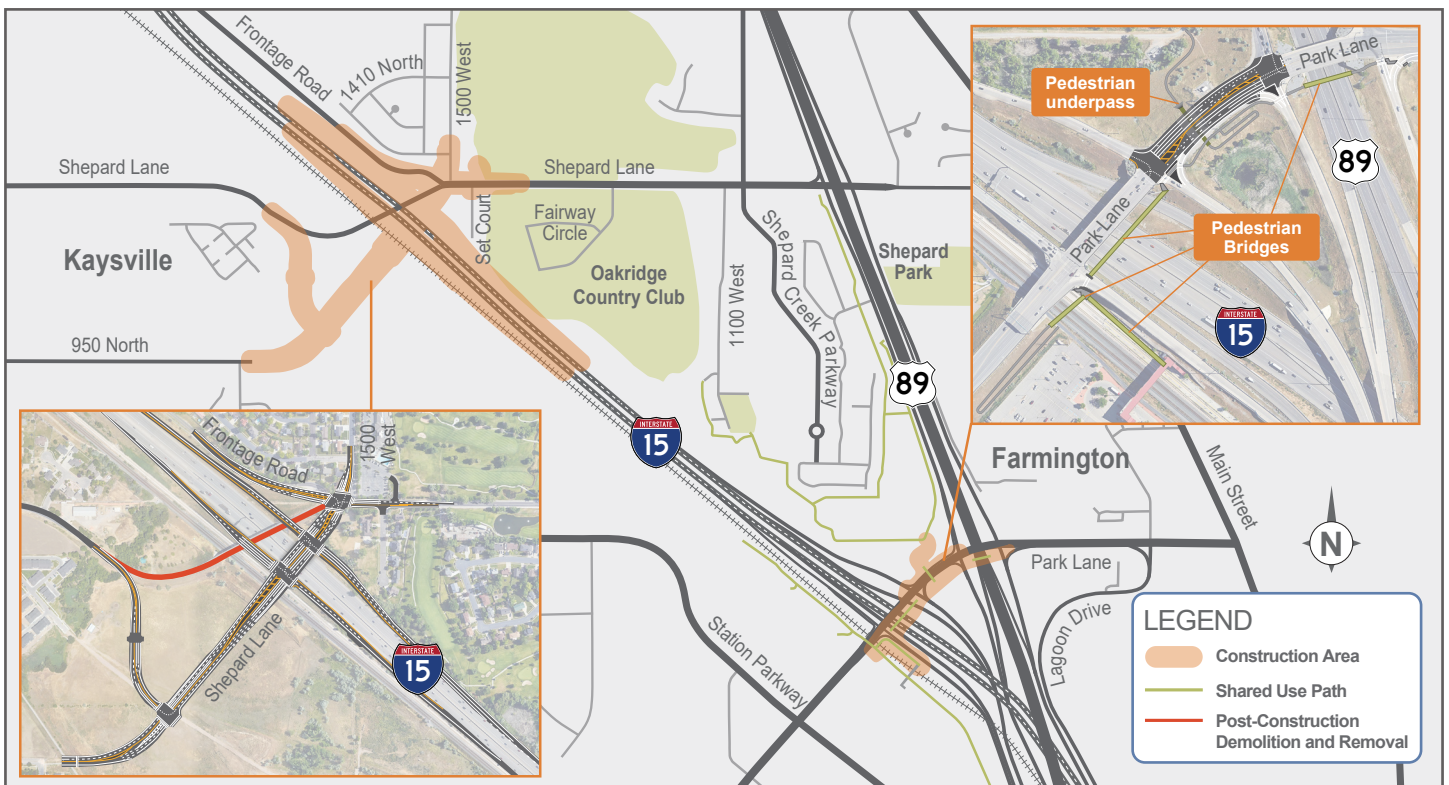 Frontage Road
1410 North
1500 West
Shepard Lane
Shepard Lane
Set Court
Fairway
Circle
Kaysville
Oakridge
Country Club
950 North
1100 West
Shepard Creek Parkway
Shepard
Park
89
INTERSTATE
15
Farmington
Main Street
Park Lane
Lagoon Drive
Station Parkway
N
Pedestrian
underpass
Park Lane
89
Park Lane
Pedestrian
Bridges
INTERSTATE
15
Frontage Road
1500
West
Shepard Lane
INTERSTATE
15
LEGEND
Construction Area
Shared Use Path
Post-Construction
Demolition and Removal